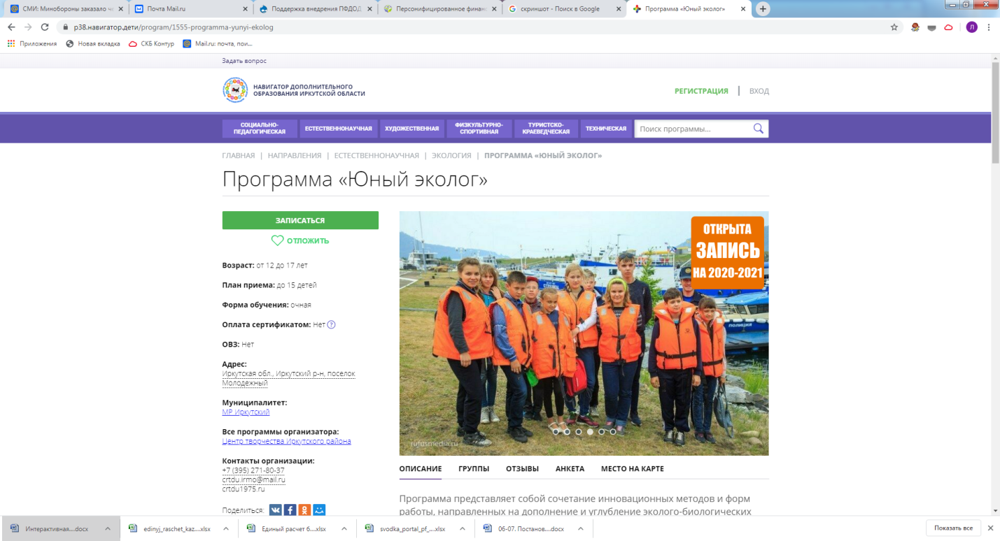 СМИ: Минобороны заказало че
Почта Mail.ru
Поддержка внедрения ПФДОД
Персонифицированное финан
скриншот - Поиск в Google
Программа «Юный эколог»
р38.навигатор.дети/program/1555-programma-yunyi-ekolog
Л
Приложения
Новая вкладка
СКБ Контур
Mail.ru: почта, пои...
Задать вопрос
НАВИГАТОР ДОПОЛНИТЕЛЬНОГО
ОБРАЗОВАНИЯ ИРКУТСКОЙ ОБЛАСТИ
РЕГИСТРАЦИЯ | ВХОД
СОЦИАЛЬНО-
ПЕДАГОГИЧЕСКАЯ
ЕСТЕСТВЕННОНАУЧНАЯ
ХУДОЖЕСТВЕННАЯ
ФИЗКУЛЬТУРНО-
СПОРТИВНАЯ
ТУРИСТСКО-
КРАЕВЕДЧЕСКАЯ
ТЕХНИЧЕСКАЯ
Поиск программы...
ГЛАВНАЯ | НАПРАВЛЕНИЯ | ЕСТЕСТВЕННОНАУЧНАЯ | ЭКОЛОГИЯ | ПРОГРАММА «ЮНЫЙ ЭКОЛОГ»
Программа «Юный эколог»
ЗАПИСАТЬСЯ
ОТЛОЖИТЬ
Возраст: от 12 до 17 лет
План приема: до 15 детей
Форма обучения: очная
Оплата сертификатом: Нет ?
ОВЗ: Нет
Адрес:
Иркутская обл., Иркутский р-н, поселок
Молодежный
Муниципалитет:
МР Иркутский
Все программы организатора:
Центр творчества Иркутского района
Контакты организации:
+7 (395) 271-80-37
crtdu.irmo@mail.ru
crtdu1975.ru
Поделиться:
ОТКРЫТА
ЗАПИСЬ
НА 2020-2021
полиция
rufusmedia.ru
ОПИСАНИЕ
ГРУППЫ
ОТЗЫВЫ
АНКЕТА
МЕСТО НА КАРТЕ
Программа представляет собой сочетание инновационных методов и форм
работы, направленных на дополнение и углубление эколого-биологических
Интерактивная....docx
edinyj_raschet_kaz....xlsx
Единый расчет б....xlsx
svodka_portal_pf_....xlsx
06-07. Постанов....docx
Показать все